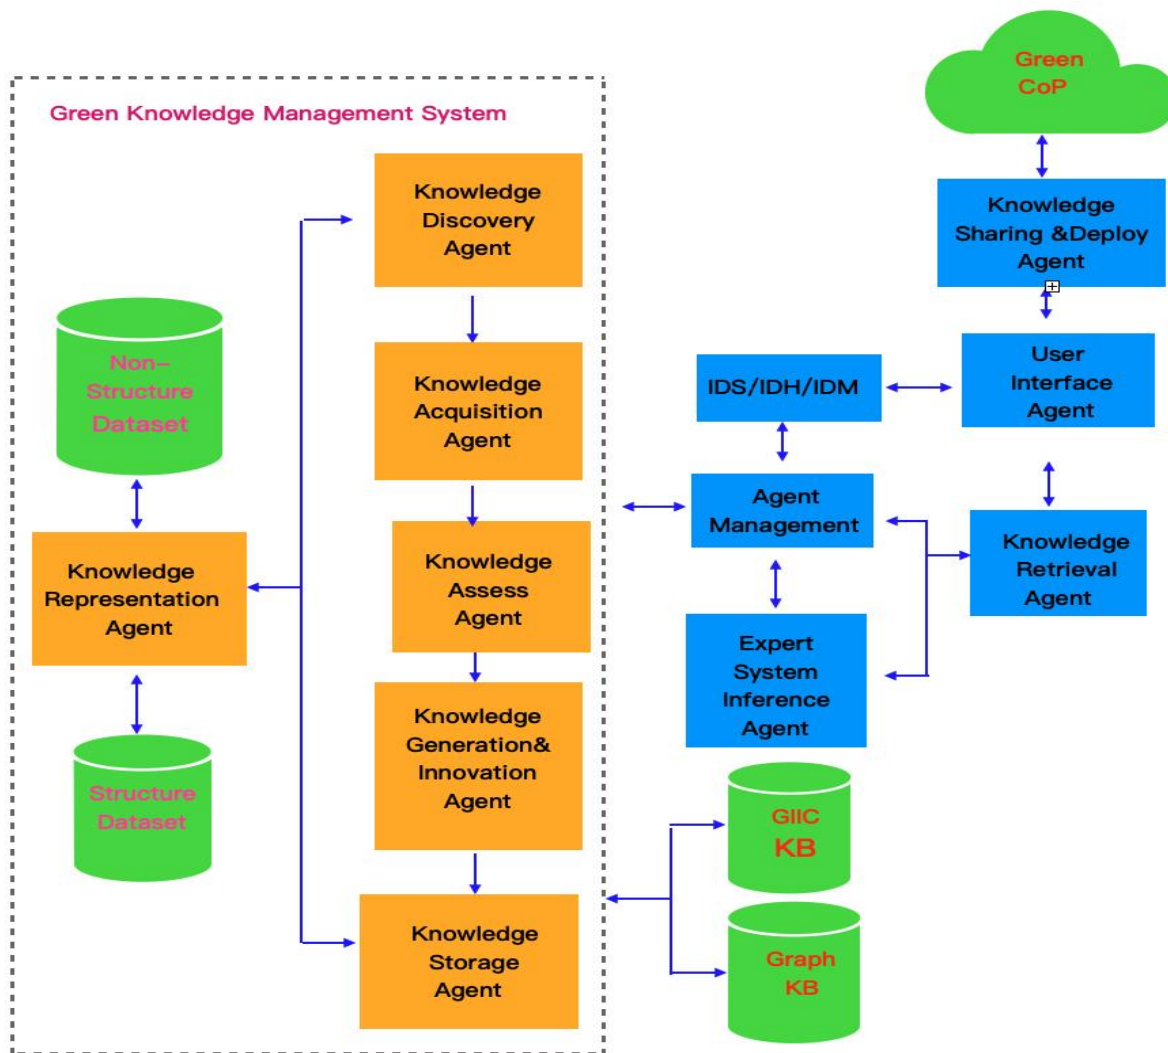 Green
CoP
Green Knowledge Management System
Knowledge
Discovery
Agent
Knowledge
Sharing &Deploy
Agent
Non-
Structure
Dataset
Knowledge
Acquisition
Agent
IDS/IDH/IDM
User
Interface
Agent
Knowledge
Representation
Agent
Knowledge
Assess
Agent
Agent
Management
Knowledge
Retrieval
Agent
Knowledge
Generation&
Innovation
Agent
Expert
System
Inference
Agent
Structure
Dataset
GIIC
KB
Knowledge
Storage
Agent
Graph
KB